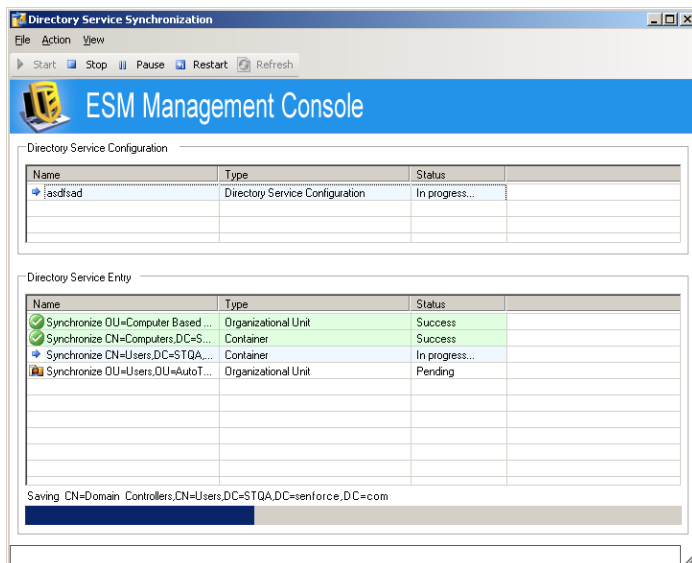 Directory Service Synchronization
File Action View
Start Stop Pause Restart Refresh
ESM Management Console
Directory Service Configuration
Name Type Status
asdfsad Directory Service Configuration In progress...
Directory Service Entry
Name Type Status
Synchronize OU=Computer Based ... Organizational Unit Success
Synchronize CN=Computers,DC=S... Container Success
Synchronize CN=Users,DC=STQA,... Container In progress...
Synchronize OU=Users,OU=AutoT... Organizational Unit Pending
Saving CN=Domain Controllers,CN=Users,DC=STQA,DC=senforce,DC=com